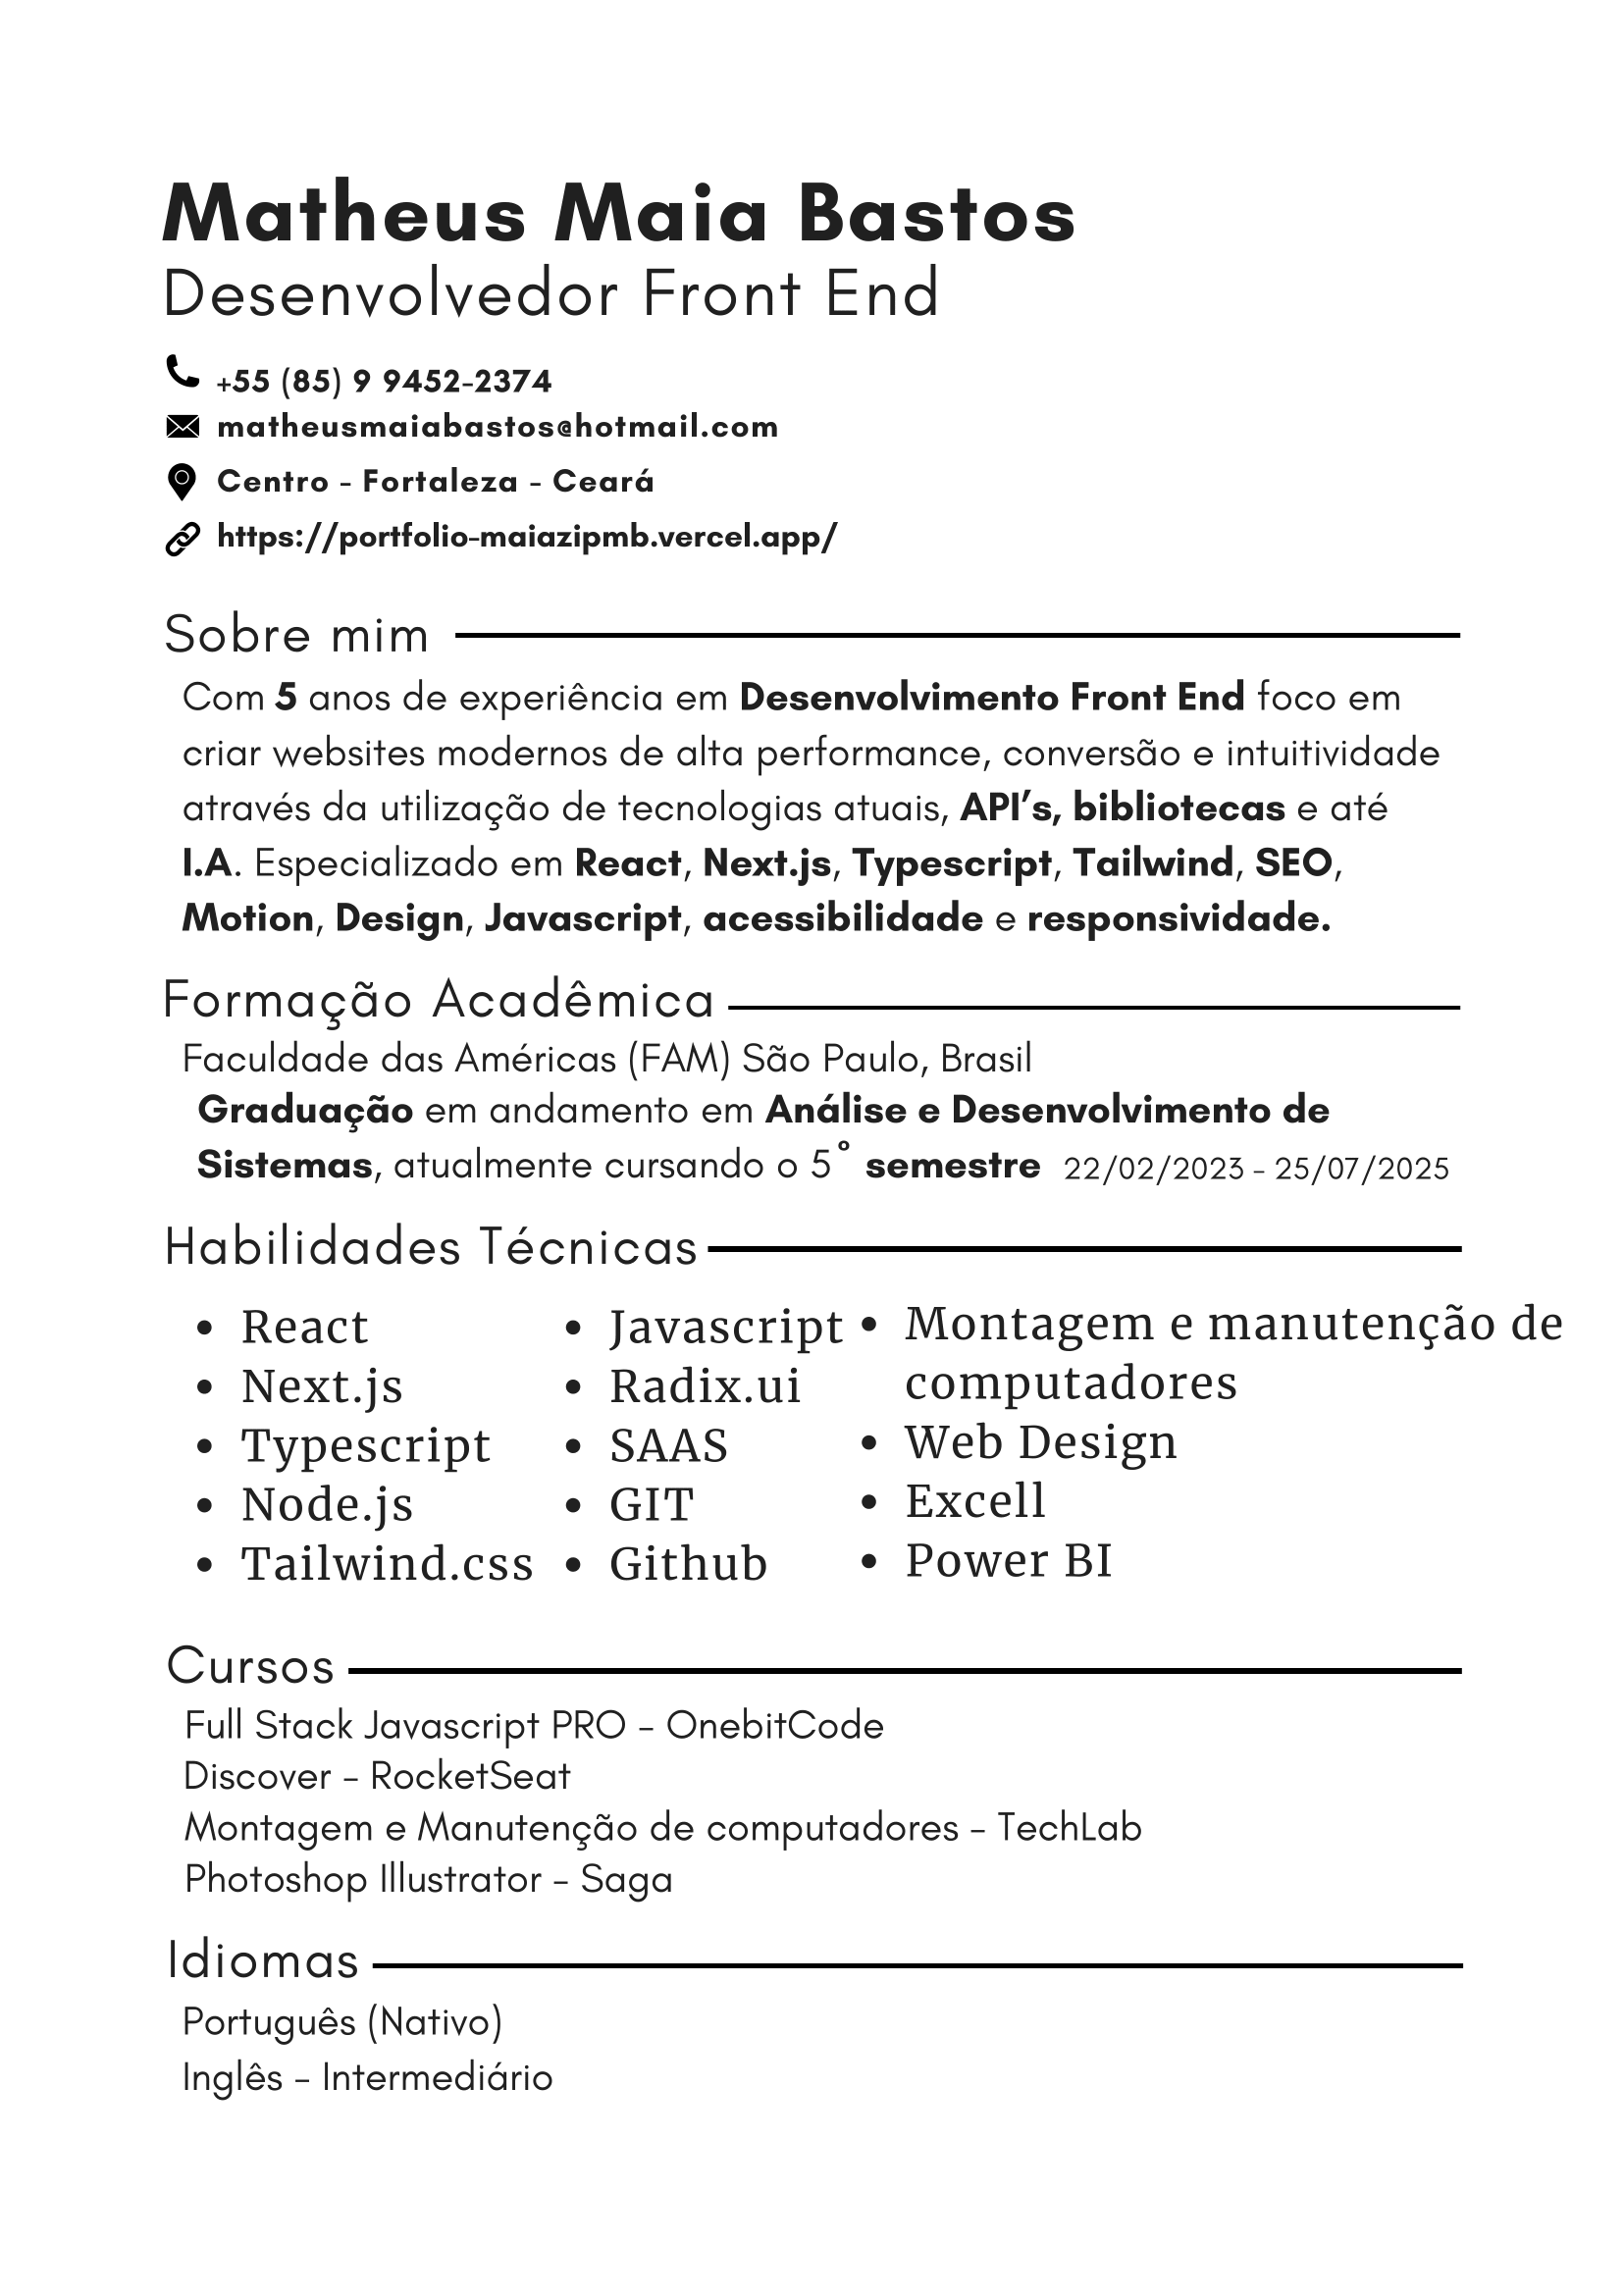 Matheus Maia Bastos
Desenvolvedor Front End
+55 (85) 9 9452-2374
matheusmaiabastos@hotmail.com
Centro - Fortaleza - Ceará
https://portfolio-maiazipmb.vercel.app/
Sobre mim
Com 5 anos de experiência em Desenvolvimento Front End foco em
criar websites modernos de alta performance, conversão e intuitividade
através da utilização de tecnologias atuais, API’s, bibliotecas e até
I.A. Especializado em React, Next.js, Typescript, Tailwind, SEO,
Motion, Design, Javascript, acessibilidade e responsividade.
Formação Acadêmica
Faculdade das Américas (FAM) São Paulo, Brasil
Graduação em andamento em Análise e Desenvolvimento de
Sistemas, atualmente cursando o 5° semestre 22/02/2023 - 25/07/2025
Habilidades Técnicas
• React
• Next.js
• Typescript
• Node.js
• Tailwind.css
• Javascript
• Radix.ui
• SAAS
• GIT
• Github
• Montagem e manutenção de
computadores
• Web Design
• Excell
• Power BI
Cursos
Full Stack Javascript PRO - OnebitCode
Discover - RocketSeat
Montagem e Manutenção de computadores - TechLab
Photoshop Illustrator - Saga
Idiomas
Português (Nativo)
Inglês - Intermediário